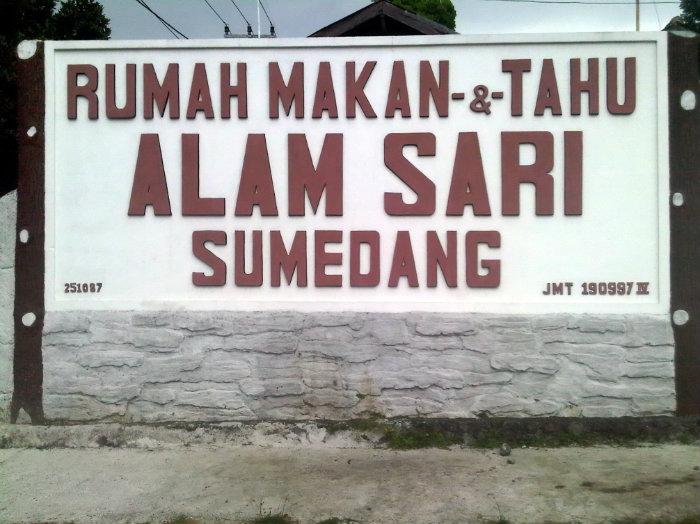 RUMAH MAKAN-&-TAHU
ALAM SARI
SUMEDANG
251087 JMT 190997 IV